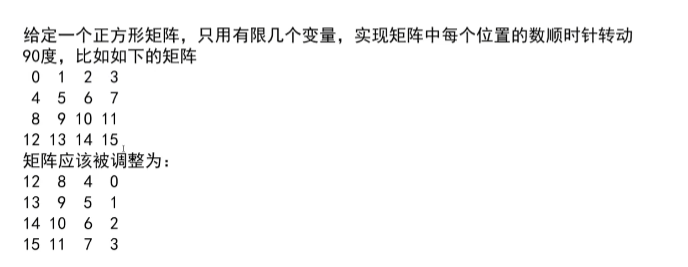 给定一个正方形矩阵，只用有限几个变量，实现矩阵中每个位置的数顺时针转动
90度，比如如下的矩阵
0 1 2 3
4 5 6 7
8 9 10 11
12 13 14 15
矩阵应该被调整为：
12 8 4 0
13 9 5 1
14 10 6 2
15 11 7 3